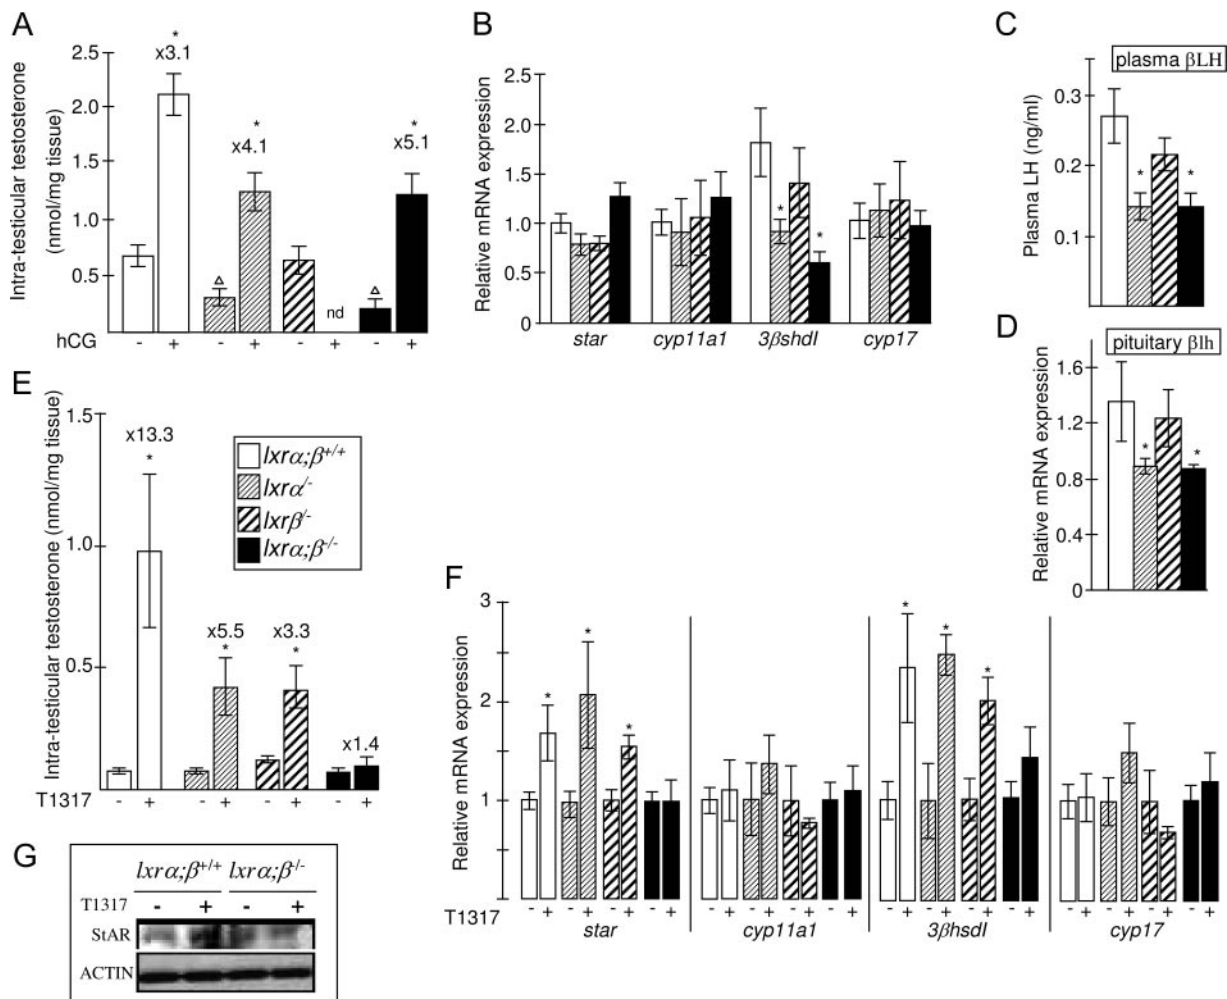 A
Intra-testicular testosterone
(nmol/mg tissue)
2.5
2.0
1.5
1.0
0.5
*
x3.1
*
x4.1
*
x5.1
Δ
nd
Δ
hCG - + - + - + - +
B
Relative mRNA expression
2.5
2.0
1.5
1.0
0.5
0
*
*
star cyp11a1 3βshdI cyp17
C
plasma βLH
Plasma LH (ng/ml)
0.3
0.2
0.1
*
*
D
pituitary βlh
Relative mRNA expression
1.6
1.2
.8
.4
0
*
*
E
Intra-testicular testosterone (nmol/mg tissue)
1.5
1.0
0.5
x13.3
*
x5.5
*
x3.3
*
x1.4
T1317 - + - + - + - +
lxrα;β+/+
lxrα/-
lxrβ/-
lxrα;β-/-
F
Relative mRNA expression
3
2
1
*
*
*
*
*
*
T1317 - + - + - + - + - + - + - + - + - + - + - + - + - + - + - + - +
star cyp11a1 3βhsdI cyp17
G
lxrα;β+/+ lxrα;β/-
T1317 - + - +
StAR
ACTIN